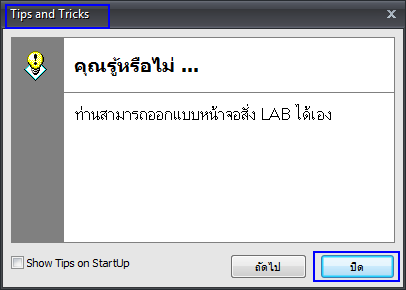 Tips and Tricks
คุณรู้หรือไม่ ...
ท่านสามารถออกแบบหน้าจอสั่ง LAB ได้เอง
Show Tips on StartUp
ถัดไป
ปิด